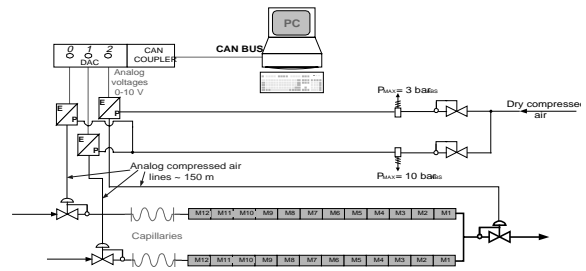 PC
0 1 2
DAC
CAN COUPLER
CAN BUS
Analog voltages 0-10 V
E
P
E
P
E
P
PMAX= 3 barABS
Dry compressed air
PMAX= 10 barABS
Analog compressed air lines ~ 150 m
M12 M11 M10 M9 M8 M7 M6 M5 M4 M3 M2 M1
Capillaries
M12 M11 M10 M9 M8 M7 M6 M5 M4 M3 M2 M1